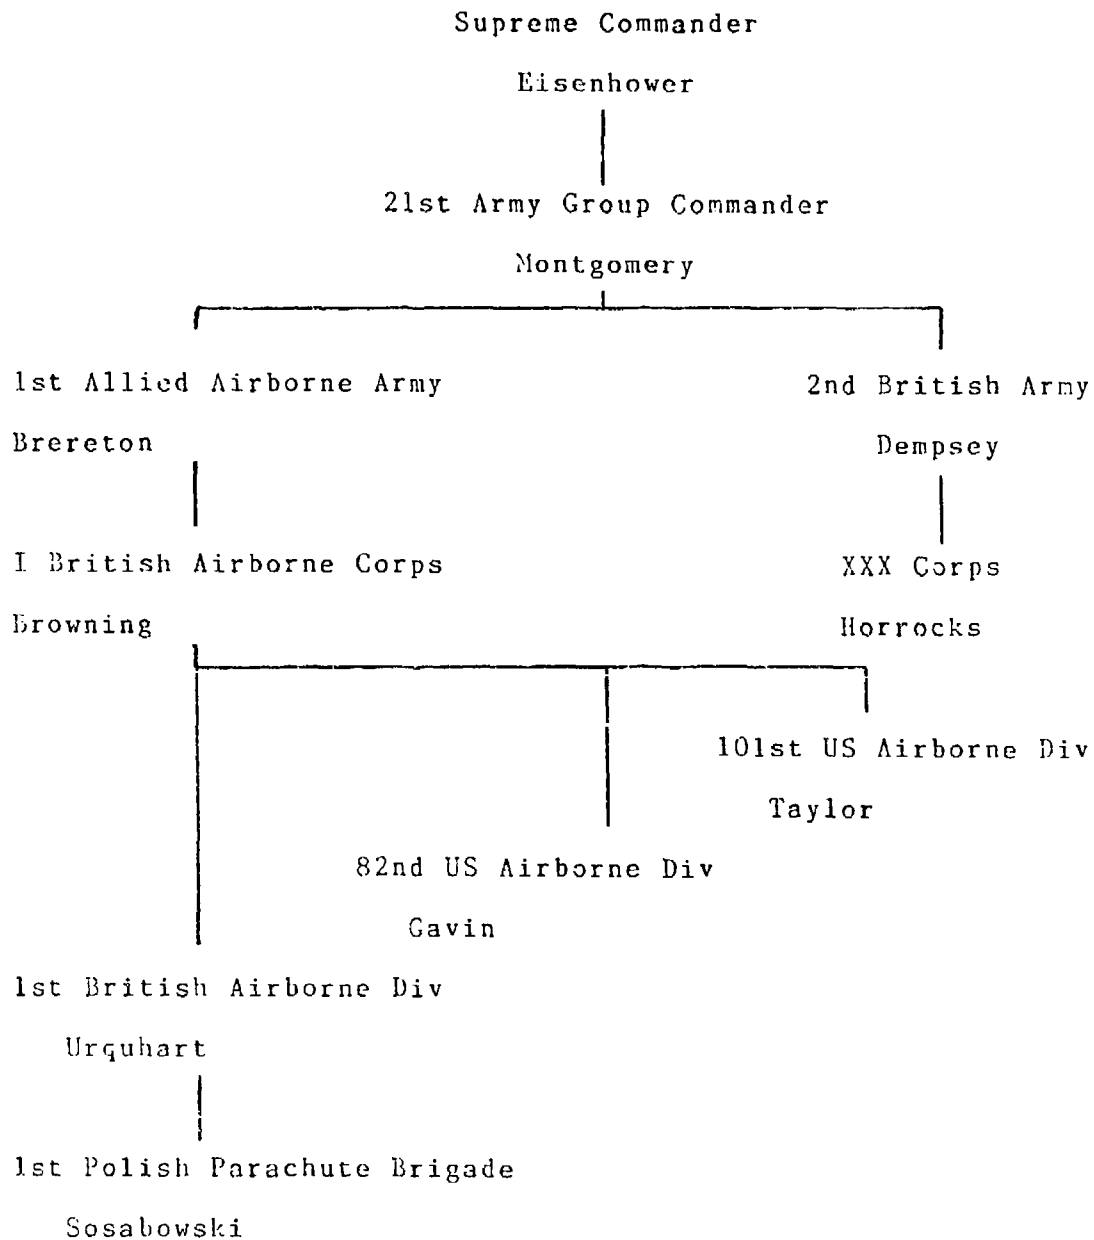 Supreme Commander
Eisenhower
21st Army Group Commander
Montgomery
1st Allied Airborne Army
Brereton
2nd British Army
Dempsey
I British Airborne Corps
Browning
XXX Corps
Horrocks
101st US Airborne Div
Taylor
82nd US Airborne Div
Gavin
1st British Airborne Div
Urquhart
1st Polish Parachute Brigade
Sosabowski